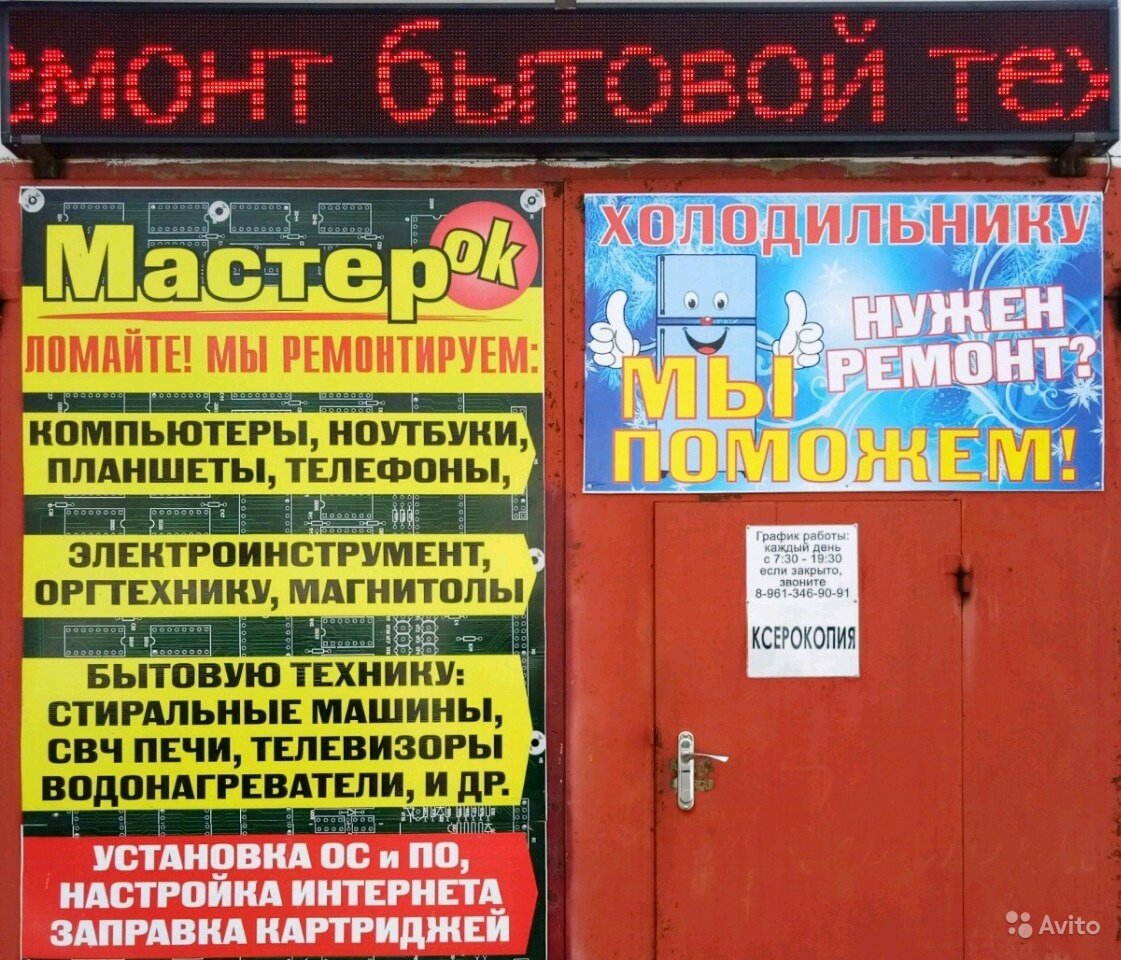 емонт бытовой тех
Мастерok
ЛОМАЙТЕ! МЫ РЕМОНТИРУЕМ:
КОМПЬЮТЕРЫ, НОУТБУКИ,
ПЛАНШЕТЫ, ТЕЛЕФОНЫ,
ЭЛЕКТРОИНСТРУМЕНТ,
ОРГТЕХНИКУ, МАГНИТОЛЫ
БЫТОВУЮ ТЕХНИКУ:
СТИРАЛЬНЫЕ МАШИНЫ,
СВЧ ПЕЧИ, ТЕЛЕВИЗОРЫ
ВОДОНАГРЕВАТЕЛИ, И ДР.
УСТАНОВКА ОС и ПО,
НАСТРОЙКА ИНТЕРНЕТА
ЗАПРАВКА КАРТРИДЖЕЙ
ХОЛОДИЛЬНИКУ
НУЖЕН
РЕМОНТ?
МЫ
ПОМОЖЕМ!
График работы:
каждый день
с 7:30 - 19:30
если закрыто,
звоните
8-961-346-90-91
КСЕРОКОПИЯ
Avito